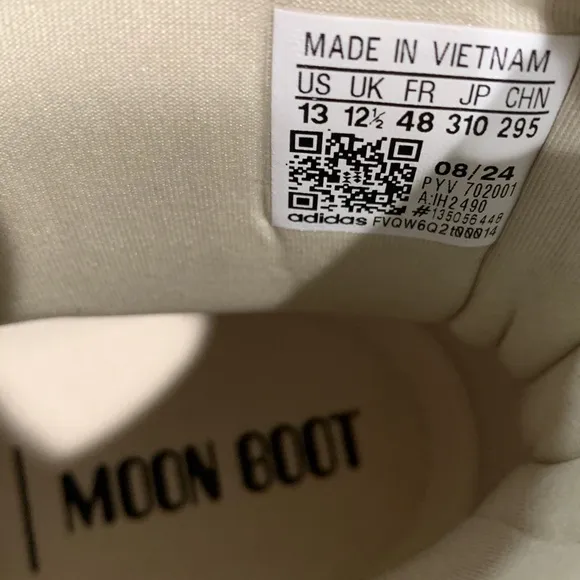 MADE IN VIETNAM
US UK FR JP CHN
13 12½ 48 310 295
08/24
PYV 702001
A:IH2490
#135056448
adidas FVQW6Q2t00014
MOON BOOT